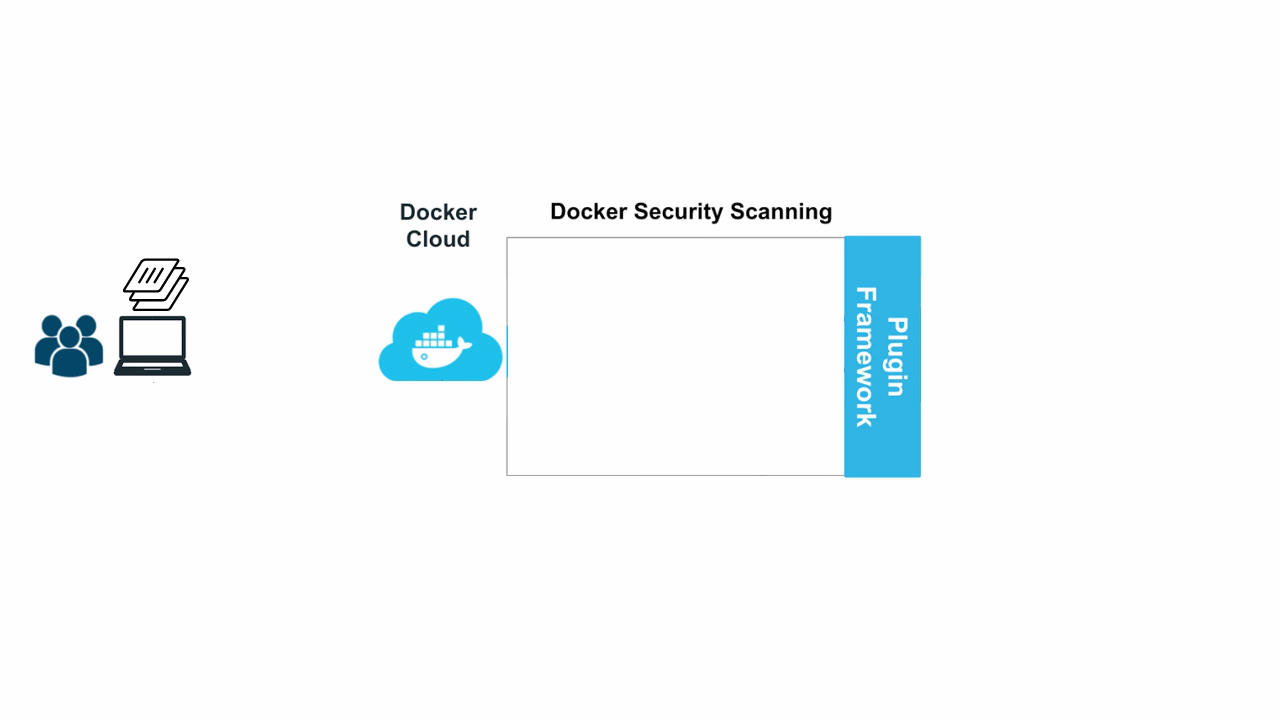 Docker
Cloud
Docker Security Scanning
Plugin
Framework